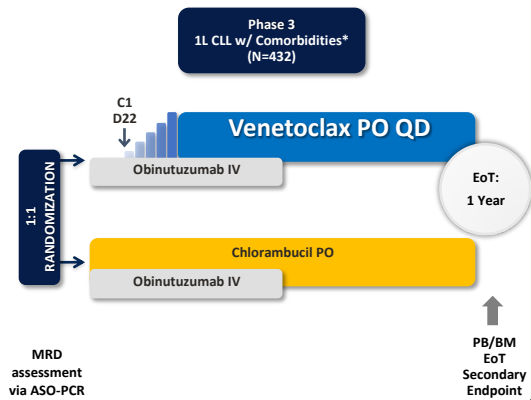 Phase 3
1L CLL w/ Comorbidities*
(N=432)
C1
D22
Venetoclax PO QD
Obinutuzumab IV
EoT:
1 Year
1:1
RANDOMIZATION
Chlorambucil PO
Obinutuzumab IV
MRD
assessment
via ASO-PCR
PB/BM
EoT
Secondary
Endpoint